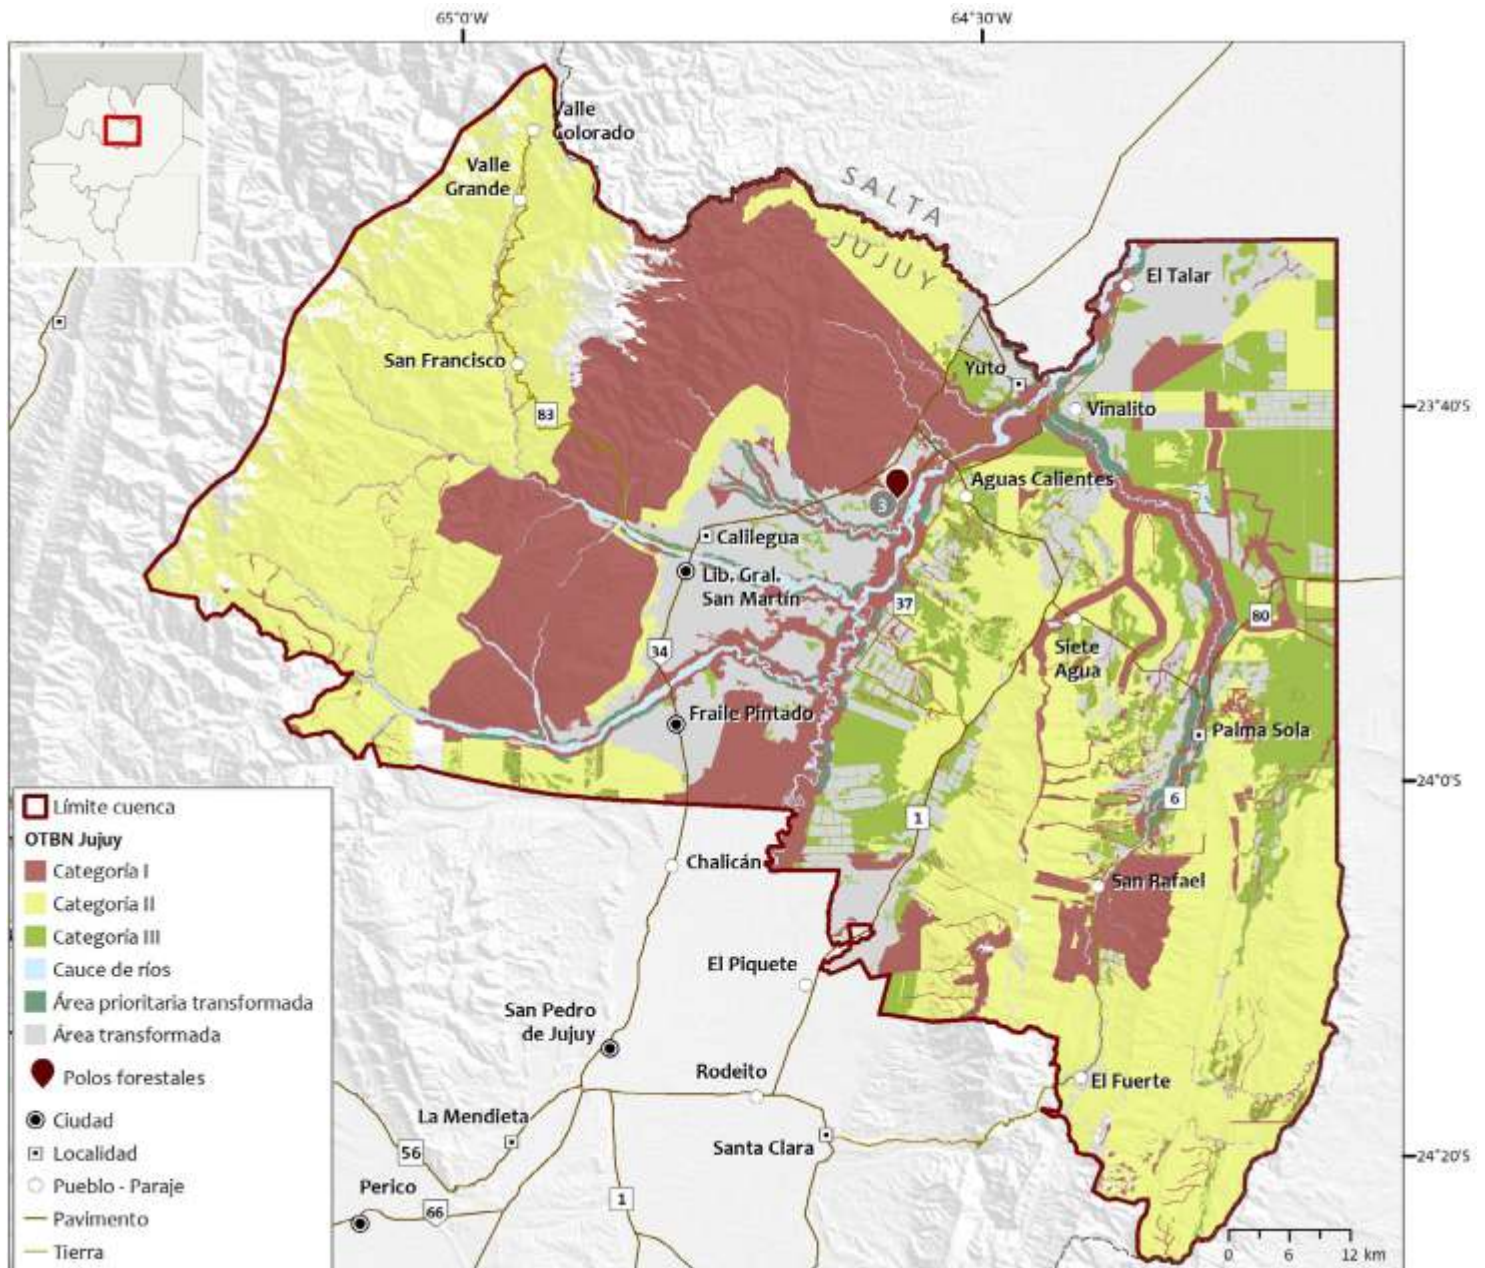 65°0'W
64°30'W
Valle
Colorado
Valle
Grande
SALTA
JUJUY
El Talar
San Francisco
Yuto
83
Vinalito
23°40'S
Aguas Calientes
3
Calilegua
Lib. Gral.
San Martín
37
80
34
Siete
Agua
Fraile Pintado
Palma Sola
24°0'S
6
1
Límite cuenca
OTBN Jujuy
Categoría I
Categoría II
Categoría III
Cauce de ríos
Área prioritaria transformada
Área transformada
Polos forestales
Ciudad
Localidad
Pueblo - Paraje
Pavimento
Tierra
Chalicán
San Rafael
El Piquete
San Pedro
de Jujuy
Rodeito
El Fuerte
La Mendieta
Santa Clara
56
24°20'S
Perico
66
1
0 6 12 km